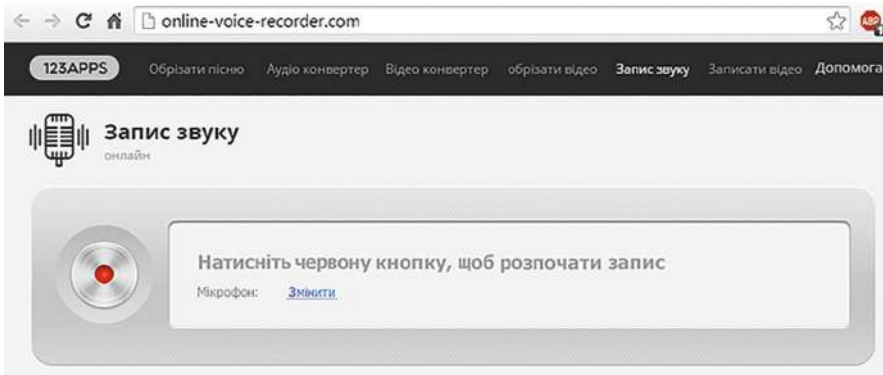 online-voice-recorder.com
ABP
123APPS Обрізати пісню Аудіо конвертер Відео конвертер обрізати відео Запис звуку Записати відео Допомога
Запис звуку
онлайн
Натисніть червону кнопку, щоб розпочати запис
Мікрофон: Змінити